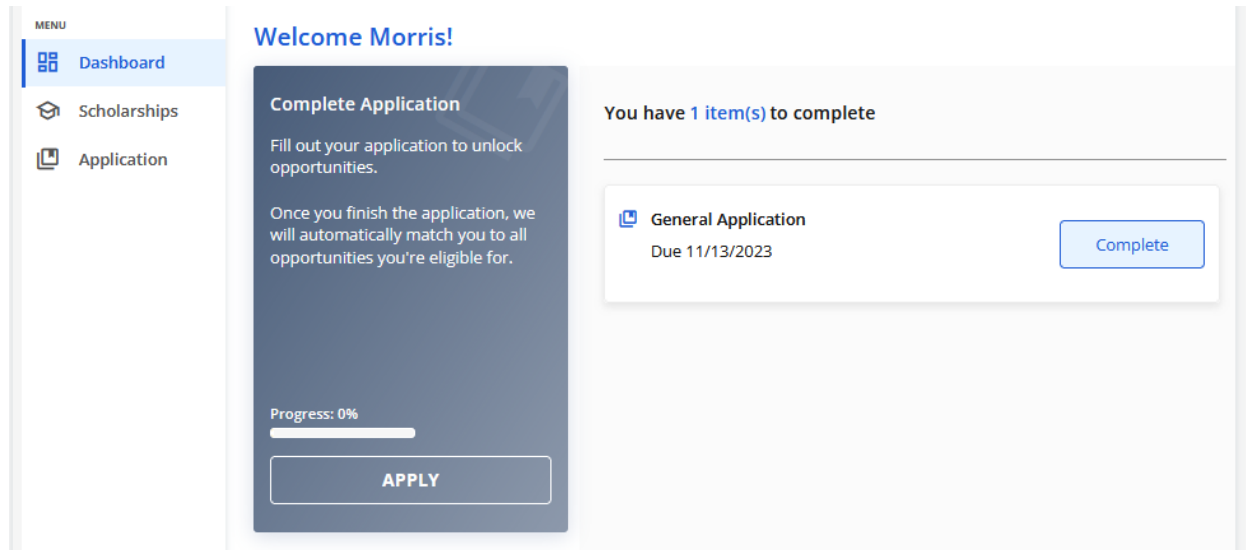 MENU
Dashboard
Scholarships
Application
Welcome Morris!
Complete Application
Fill out your application to unlock
opportunities.
Once you finish the application, we
will automatically match you to all
opportunities you're eligible for.
Progress: 0%
APPLY
You have 1 item(s) to complete
General Application
Due 11/13/2023
Complete